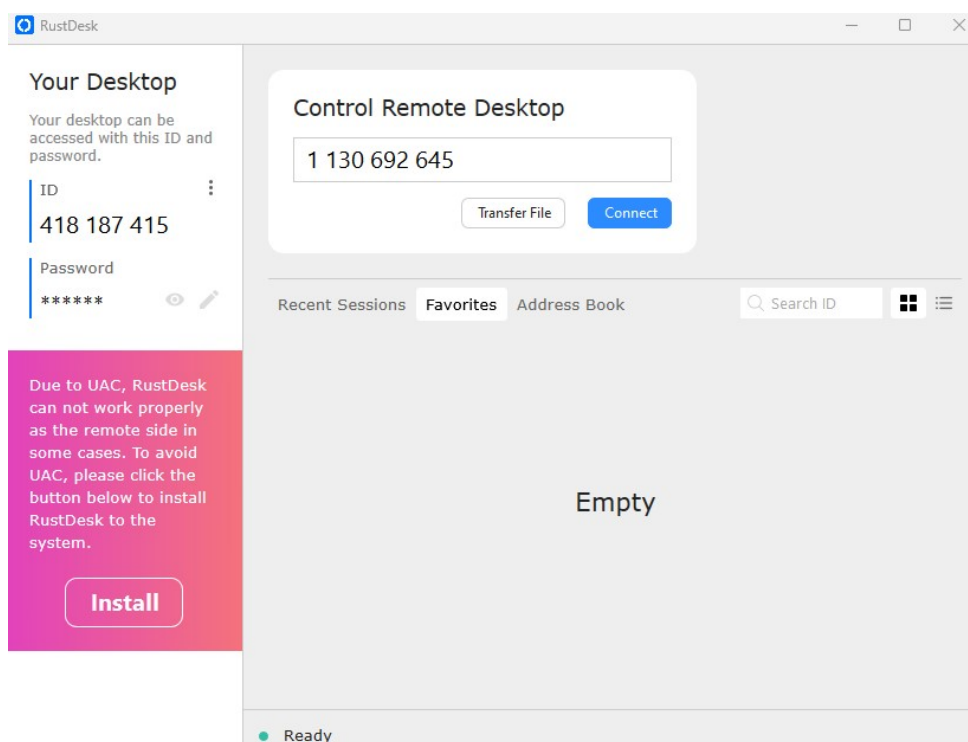 RustDesk
Your Desktop
Your desktop can be
accessed with this ID and
password.
ID
418 187 415
Password
******
Due to UAC, RustDesk
can not work properly
as the remote side in
some cases. To avoid
UAC, please click the
button below to install
RustDesk to the
system.
Install
Control Remote Desktop
1 130 692 645
Transfer File Connect
Recent Sessions Favorites Address Book Search ID
Empty
Ready